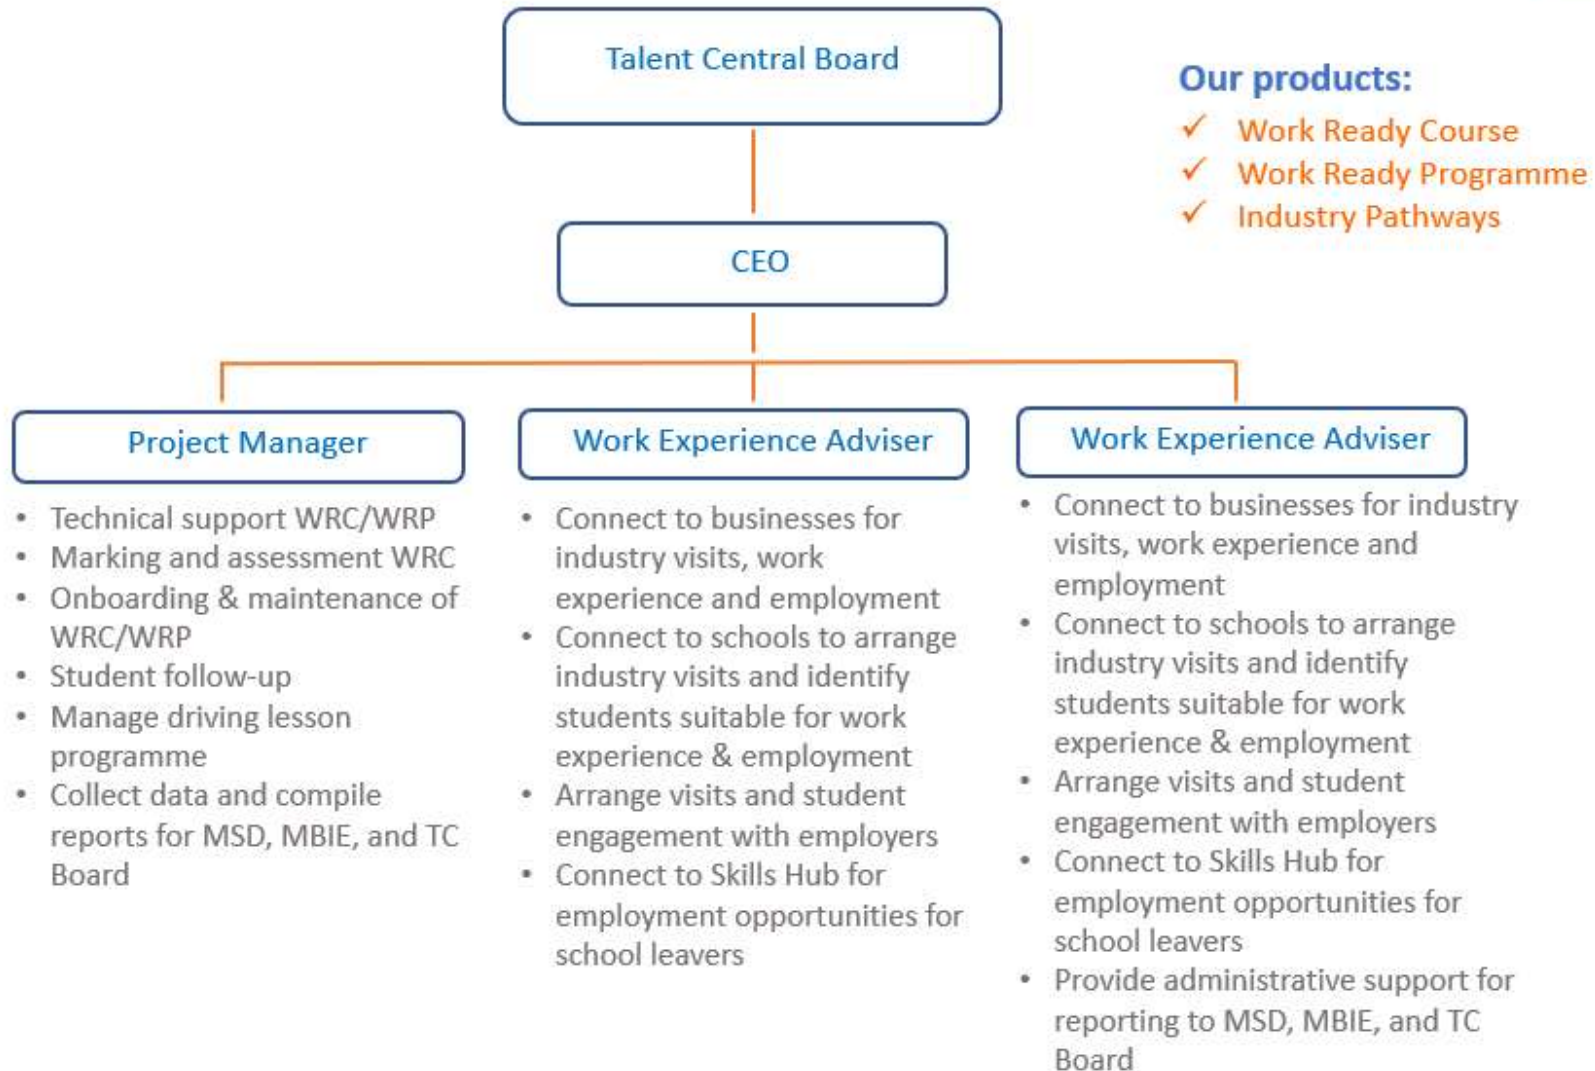 Talent Central Board
Our products:
✓ Work Ready Course
✓ Work Ready Programme
✓ Industry Pathways
CEO
Project Manager
• Technical support WRC/WRP
• Marking and assessment WRC
• Onboarding & maintenance of
WRC/WRP
• Student follow-up
• Manage driving lesson
programme
• Collect data and compile
reports for MSD, MBIE, and TC
Board
Work Experience Adviser
• Connect to businesses for
industry visits, work
experience and employment
• Connect to schools to arrange
industry visits and identify
students suitable for work
experience & employment
• Arrange visits and student
engagement with employers
• Connect to Skills Hub for
employment opportunities for
school leavers
Work Experience Adviser
• Connect to businesses for industry
visits, work experience and
employment
• Connect to schools to arrange
industry visits and identify
students suitable for work
experience & employment
• Arrange visits and student
engagement with employers
• Connect to Skills Hub for
employment opportunities for
school leavers
• Provide administrative support for
reporting to MSD, MBIE, and TC
Board